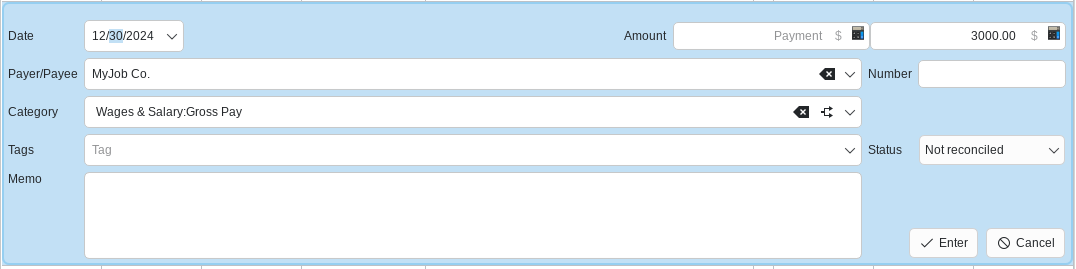 Date 12/30/2024 Amount Payment $ 3000.00 $
Payer/Payee MyJob Co. Number
Category Wages & Salary:Gross Pay
Tags Tag Status Not reconciled
Memo
Enter Cancel